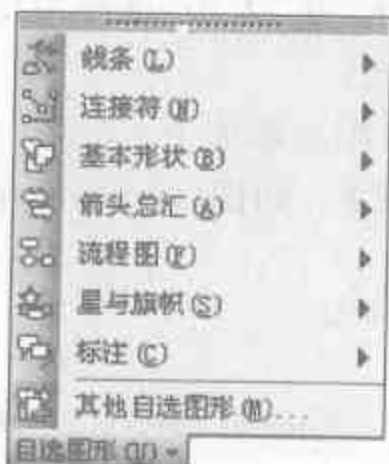 线条(L)
连接符(N)
基本形状(B)
箭头总汇(A)
流程图(F)
星与旗帜(S)
标注(C)
其他自选图形(M)...
自选图形(U)